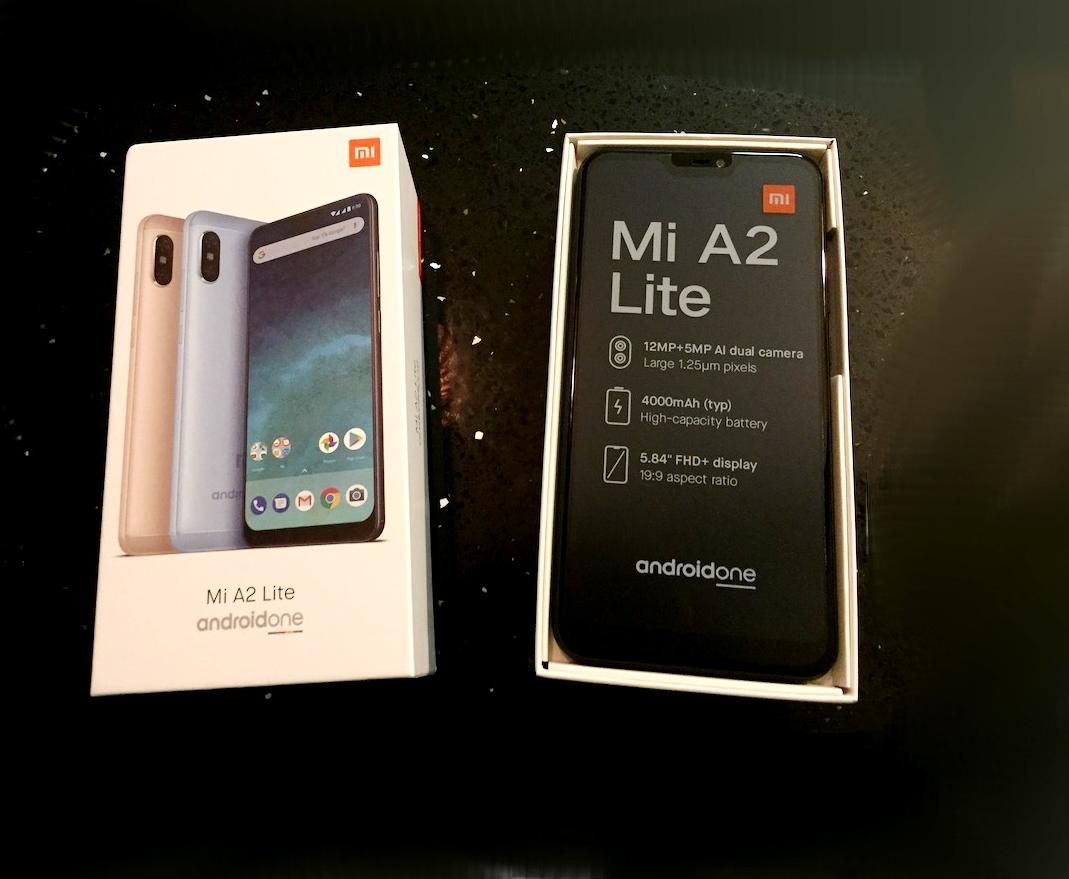 mi
Mi A2 Lite
androidone
mi
Mi A2
Lite
12MP+5MP AI dual camera
Large 1.25μm pixels
4000mAh (typ)
High-capacity battery
5.84" FHD+ display
19:9 aspect ratio
androidone